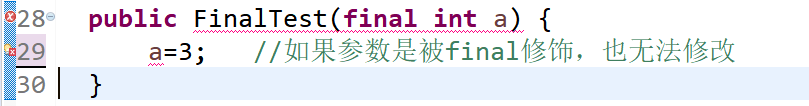 28 public FinalTest(final int a) {
29 a=3; //如果参数是被final修饰，也无法修改
30 }